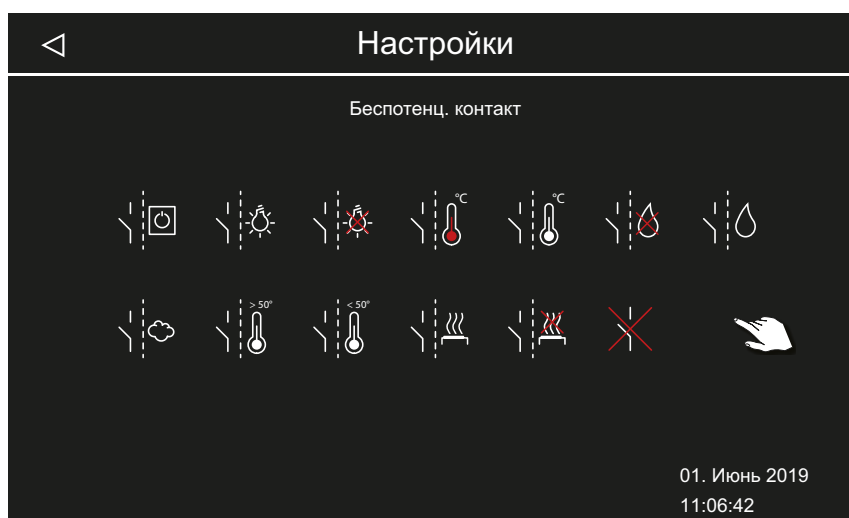 Настройки
Беспотенц. контакт
°C °C
> 50° < 50°
01. Июнь 2019
11:06:42